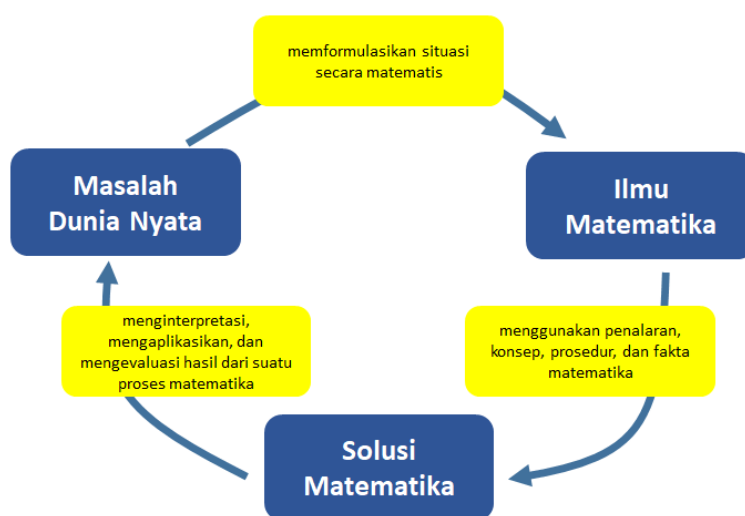 memformulasikan situasi
secara matematis
Masalah
Dunia Nyata
Ilmu
Matematika
menginterpretasi,
mengaplikasikan, dan
mengevaluasi hasil dari suatu
proses matematika
menggunakan penalaran,
konsep, prosedur, dan fakta
matematika
Solusi
Matematika